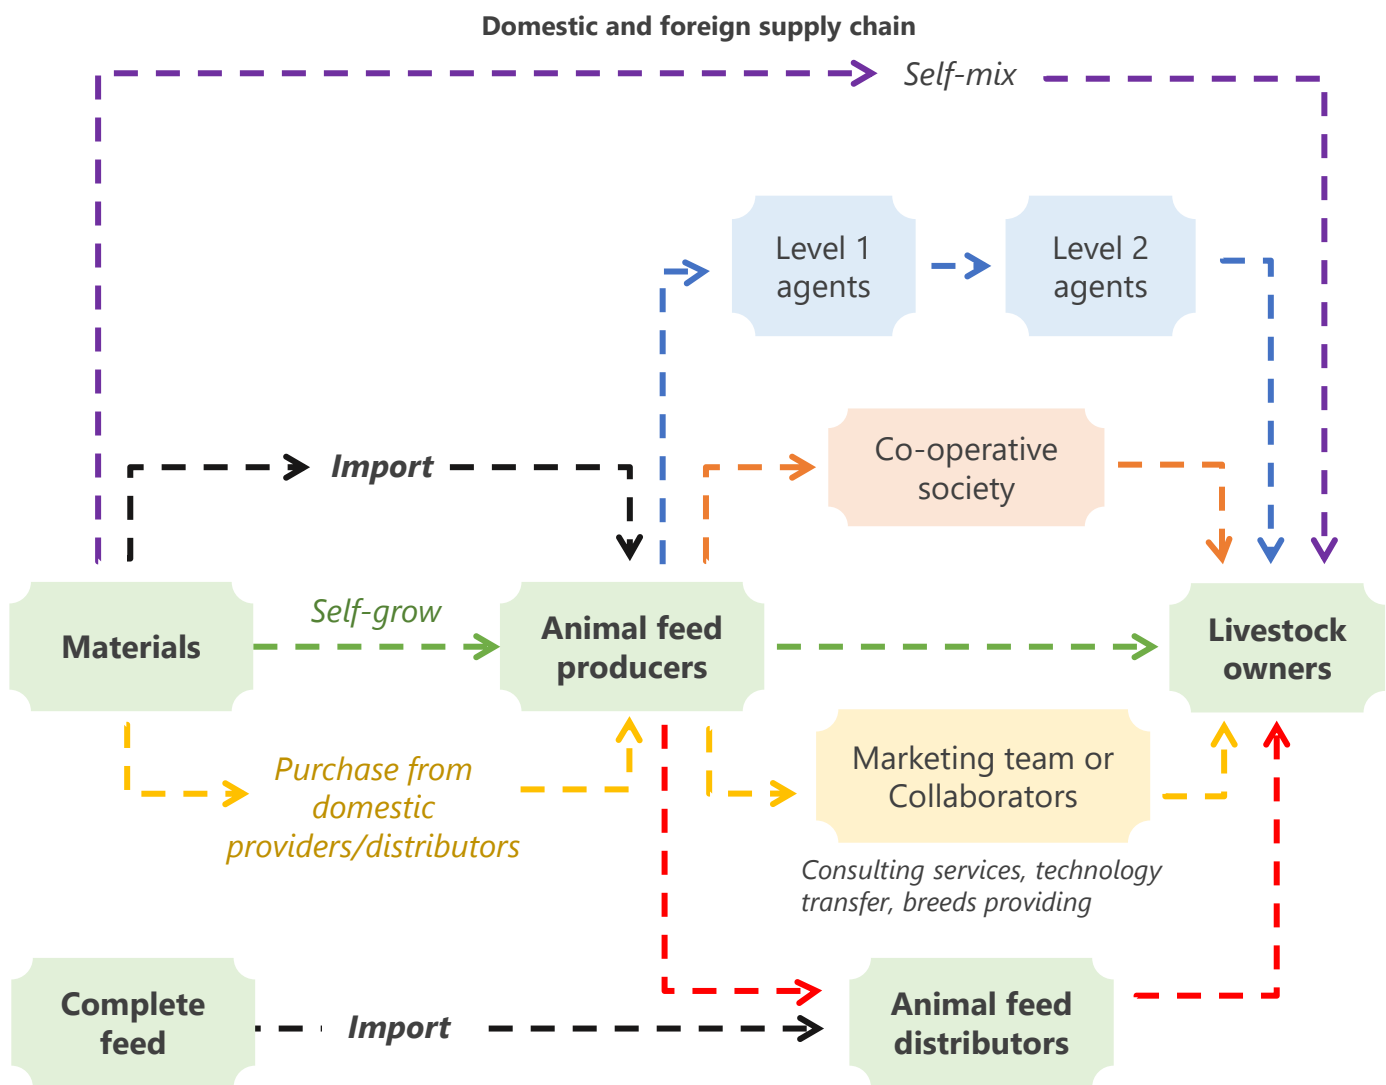 Domestic and foreign supply chain
Self-mix
Level 1
agents
Level 2
agents
Import
Co-operative
society
Materials
Self-grow
Animal feed
producers
Livestock
owners
Purchase from
domestic
providers/distributors
Marketing team or
Collaborators
Consulting services, technology
transfer, breeds providing
Complete
feed
Import
Animal feed
distributors